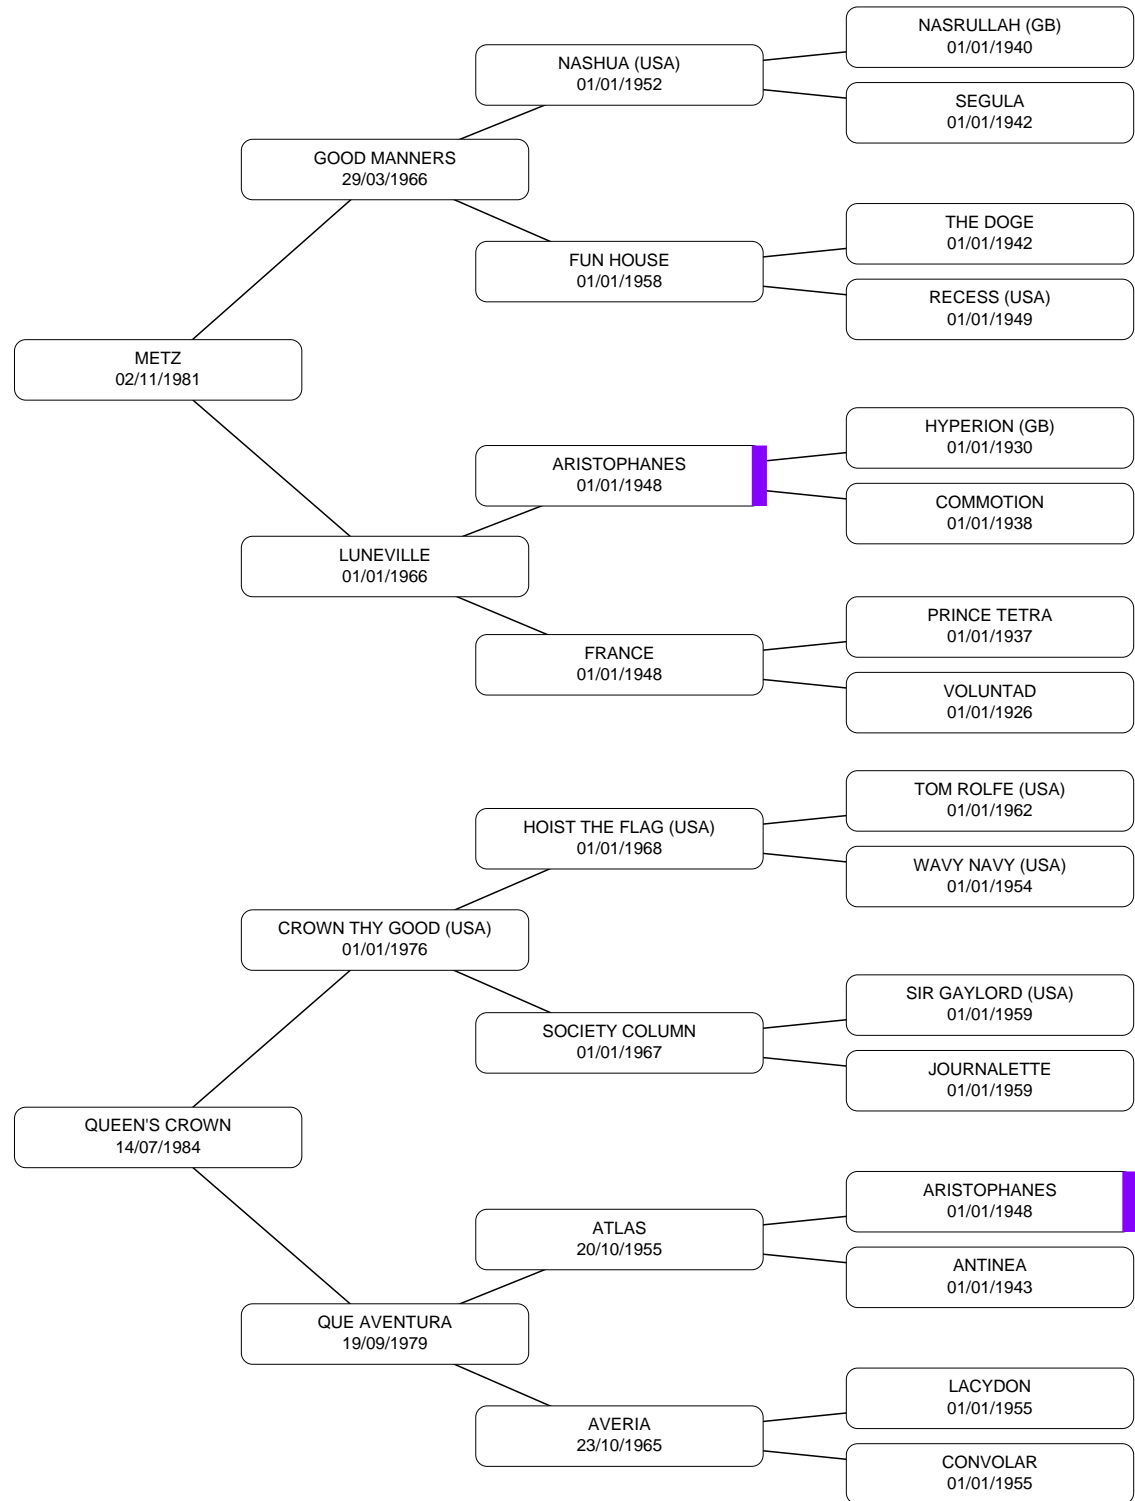 NASRULLAH (GB)
01/01/1940
NASHUA (USA)
01/01/1952
SEGULA
01/01/1942
GOOD MANNERS
29/03/1966
THE DOGE
01/01/1942
FUN HOUSE
01/01/1958
RECESS (USA)
01/01/1949
METZ
02/11/1981
HYPERION (GB)
01/01/1930
ARISTOPHANES
01/01/1948
COMMOTION
01/01/1938
LUNEVILLE
01/01/1966
PRINCE TETRA
01/01/1937
FRANCE
01/01/1948
VOLUNTAD
01/01/1926
TOM ROLFE (USA)
01/01/1962
HOIST THE FLAG (USA)
01/01/1968
WAVY NAVY (USA)
01/01/1954
CROWN THY GOOD (USA)
01/01/1976
SIR GAYLORD (USA)
01/01/1959
SOCIETY COLUMN
01/01/1967
JOURNALETTE
01/01/1959
QUEEN'S CROWN
14/07/1984
ARISTOPHANES
01/01/1948
ATLAS
20/10/1955
ANTINEA
01/01/1943
QUE AVENTURA
19/09/1979
LACYDON
01/01/1955
AVERIA
23/10/1965
CONVOLAR
01/01/1955